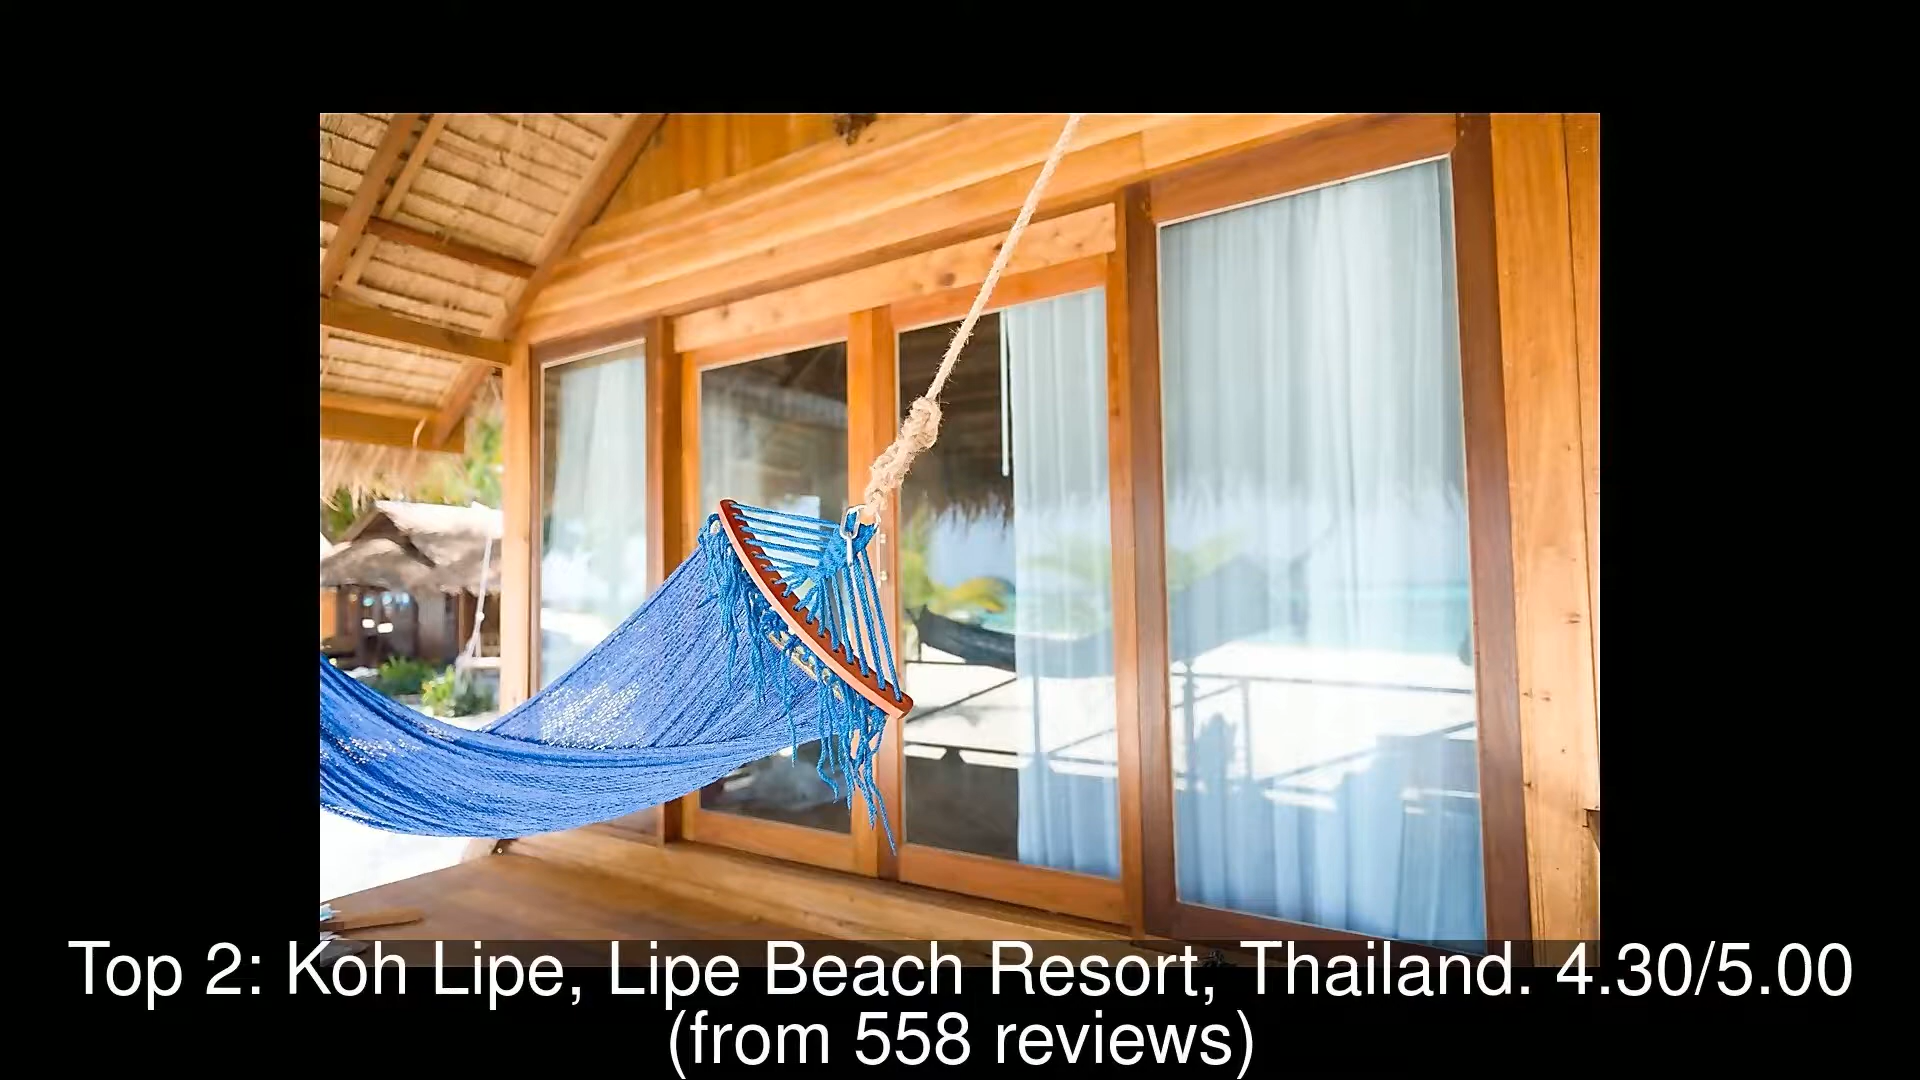 Top 2: Koh Lipe, Lipe Beach Resort, Thailand. 4.30/5.00
(from 558 reviews)